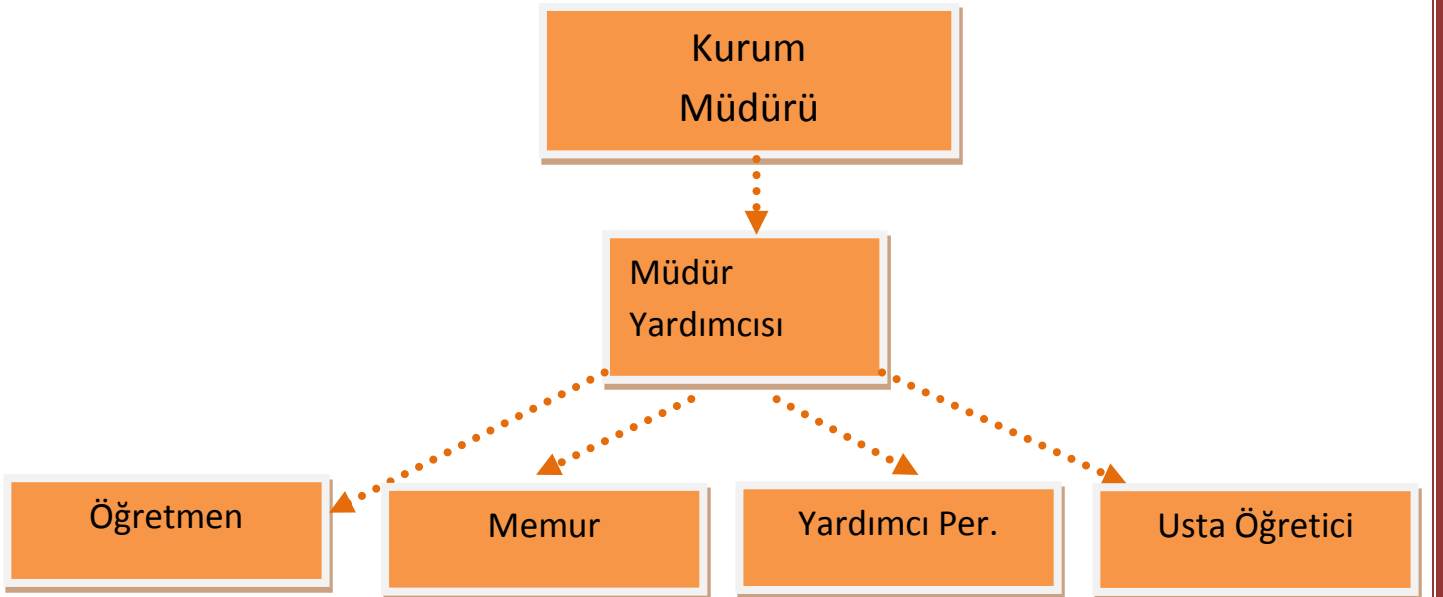 Kurum
Müdürü
Müdür
Yardımcısı
Öğretmen
Memur
Yardımcı Per.
Usta Öğretici